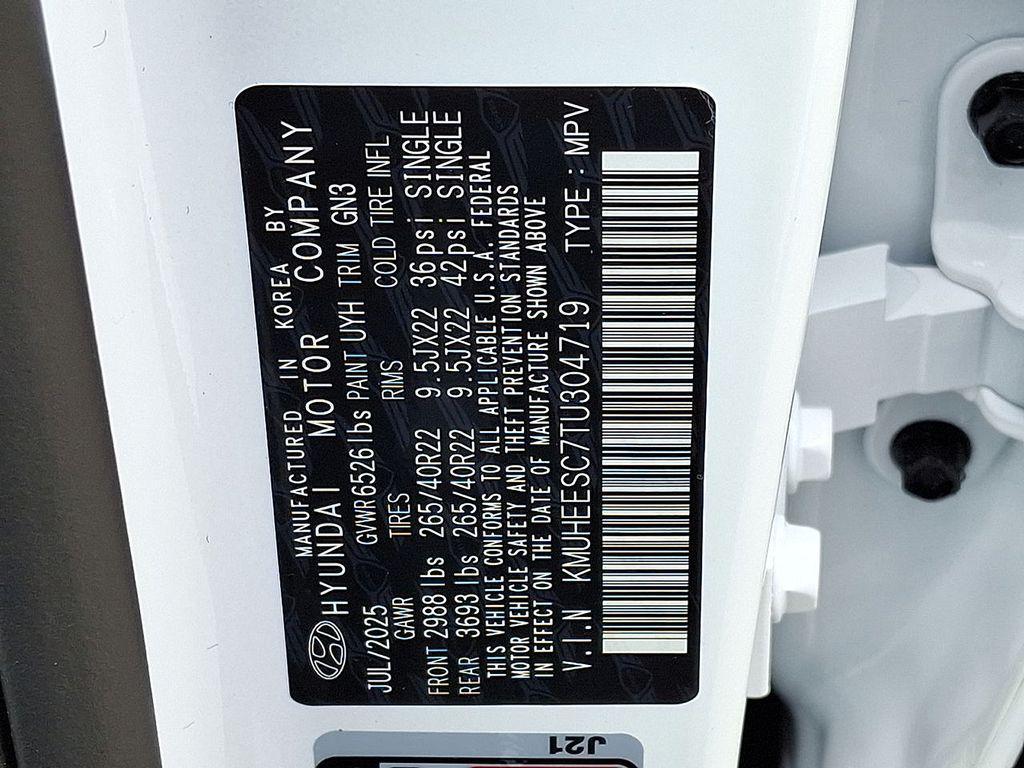 MANUFACTURED IN KOREA BY
HYUNDAI MOTOR COMPANY
JUL/2025 GVWR6526lbs PAINT UYH TRIM GN3
GAWR TIRES RIMS COLD TIRE INFL
FRONT 2988 lbs 265/40R22 9.5JX22 36psi SINGLE
REAR 3693 lbs 265/40R22 9.5JX22 42psi SINGLE
THIS VEHICLE CONFORMS TO ALL APPLICABLE U.S.A. FEDERAL
MOTOR VEHICLE SAFETY AND THEFT PREVENTION STANDARDS
IN EFFECT ON THE DATE OF MANUFACTURE SHOWN ABOVE
V.I.N KMUHEESC7TU304719 TYPE : MPV
J21